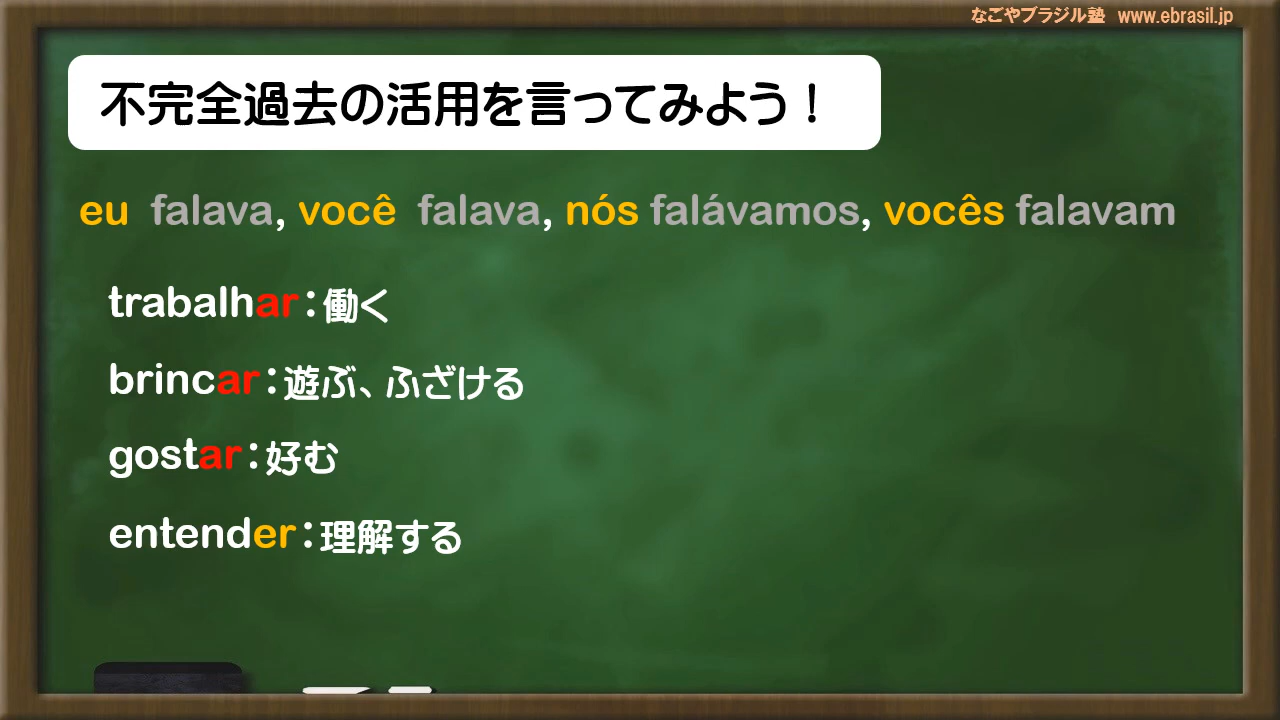 なごやブラジル塾 www.ebrasil.jp
不完全過去の活用を言ってみよう！
eu falava, você falava, nós falávamos, vocês falavam
trabalhar：働く
brincar：遊ぶ、ふざける
gostar：好む
entender：理解する